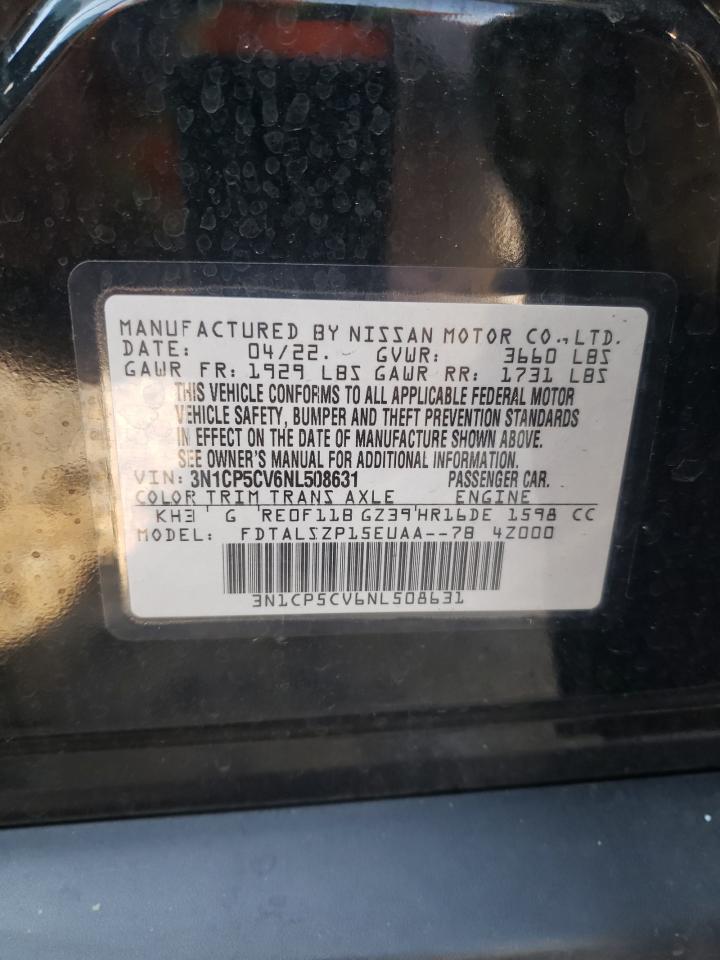 MANUFACTURED BY NISSAN MOTOR CO., LTD.
DATE: 04/22. GVWR: 3660 LBS
GAWR FR: 1929 LBS GAWR RR: 1731 LBS
THIS VEHICLE CONFORMS TO ALL APPLICABLE FEDERAL MOTOR
VEHICLE SAFETY, BUMPER AND THEFT PREVENTION STANDARDS
IN EFFECT ON THE DATE OF MANUFACTURE SHOWN ABOVE.
SEE OWNER'S MANUAL FOR ADDITIONAL INFORMATION.
VIN: 3N1CP5CV6NL508631 PASSENGER CAR.
COLOR TRIM TRANS AXLE ENGINE
KH3 G RE0F11B GZ39 HR16DE 1598 CC
MODEL: FDTALSZP15EUAA--78 4Z000
3N1CP5CV6NL508631